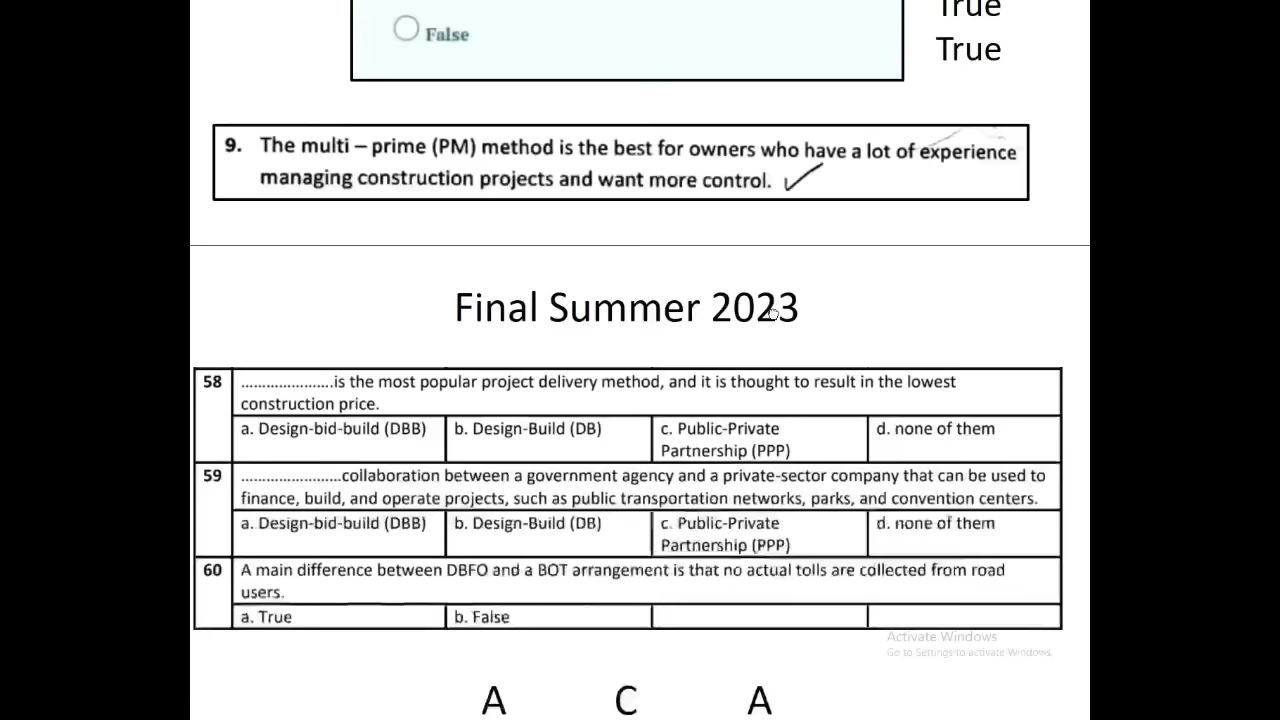 True
False
True
9. The multi – prime (PM) method is the best for owners who have a lot of experience
managing construction projects and want more control.
Final Summer 2023
58 ......................is the most popular project delivery method, and it is thought to result in the lowest
construction price.
a. Design-bid-build (DBB) b. Design-Build (DB) c. Public-Private
Partnership (PPP) d. none of them
59 ........................collaboration between a government agency and a private-sector company that can be used to
finance, build, and operate projects, such as public transportation networks, parks, and convention centers.
a. Design-bid-build (DBB) b. Design-Build (DB) c. Public-Private
Partnership (PPP) d. none of them
60 A main difference between DBFO and a BOT arrangement is that no actual tolls are collected from road
users.
a. True b. False
Activate Windows
Go to Settings to activate Windows.
A C A